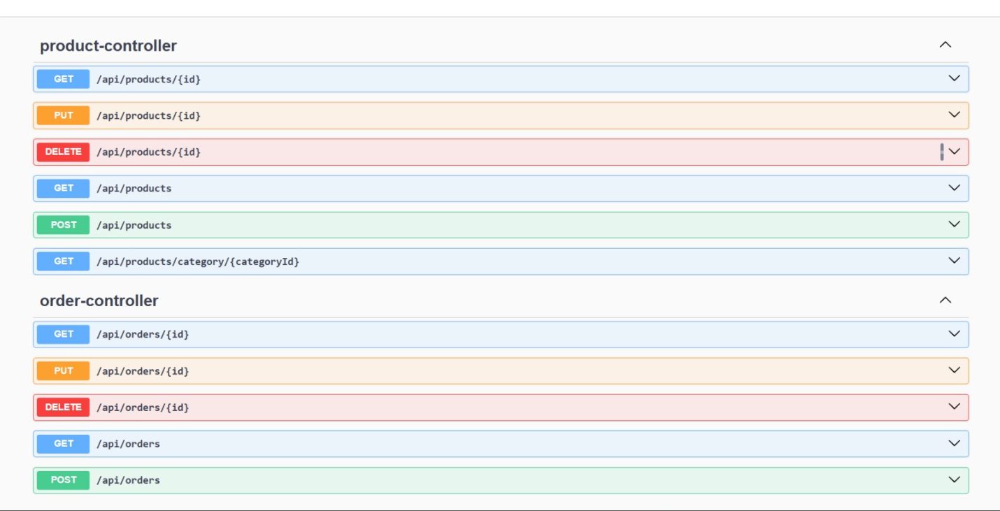 product-controller
GET /api/products/{id}
PUT /api/products/{id}
DELETE /api/products/{id}
GET /api/products
POST /api/products
GET /api/products/category/{categoryId}
order-controller
GET /api/orders/{id}
PUT /api/orders/{id}
DELETE /api/orders/{id}
GET /api/orders
POST /api/orders